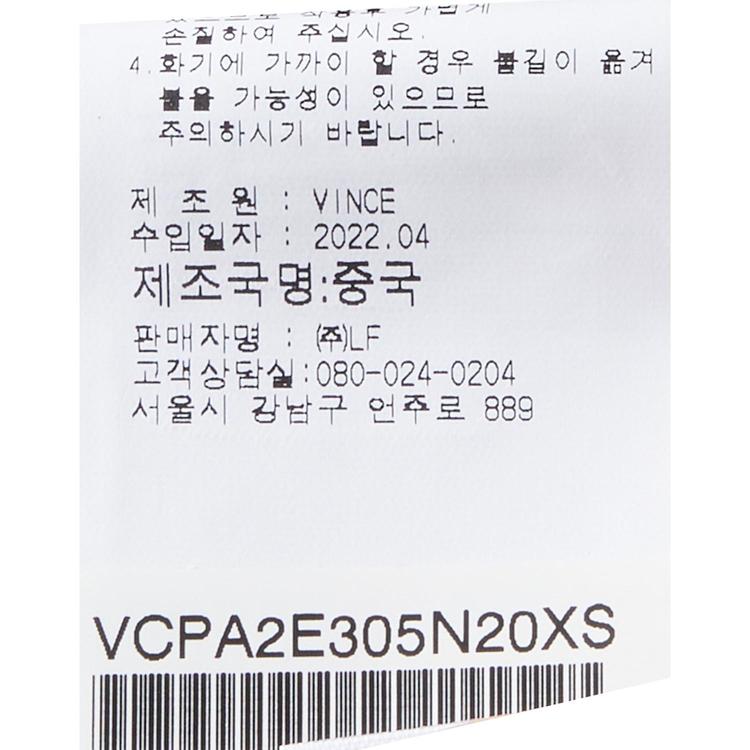 손질하여 주십시오.
4.화기에 가까이 할 경우 불길이 옮겨
붙을 가능성이 있으므로
주의하시기 바랍니다.
제 조 원 : VINCE
수입일자 : 2022.04
제조국명:중국
판매자명 : ㈜LF
고객상담실:080-024-0204
서울시 강남구 언주로 889
VCPA2E305N20XS